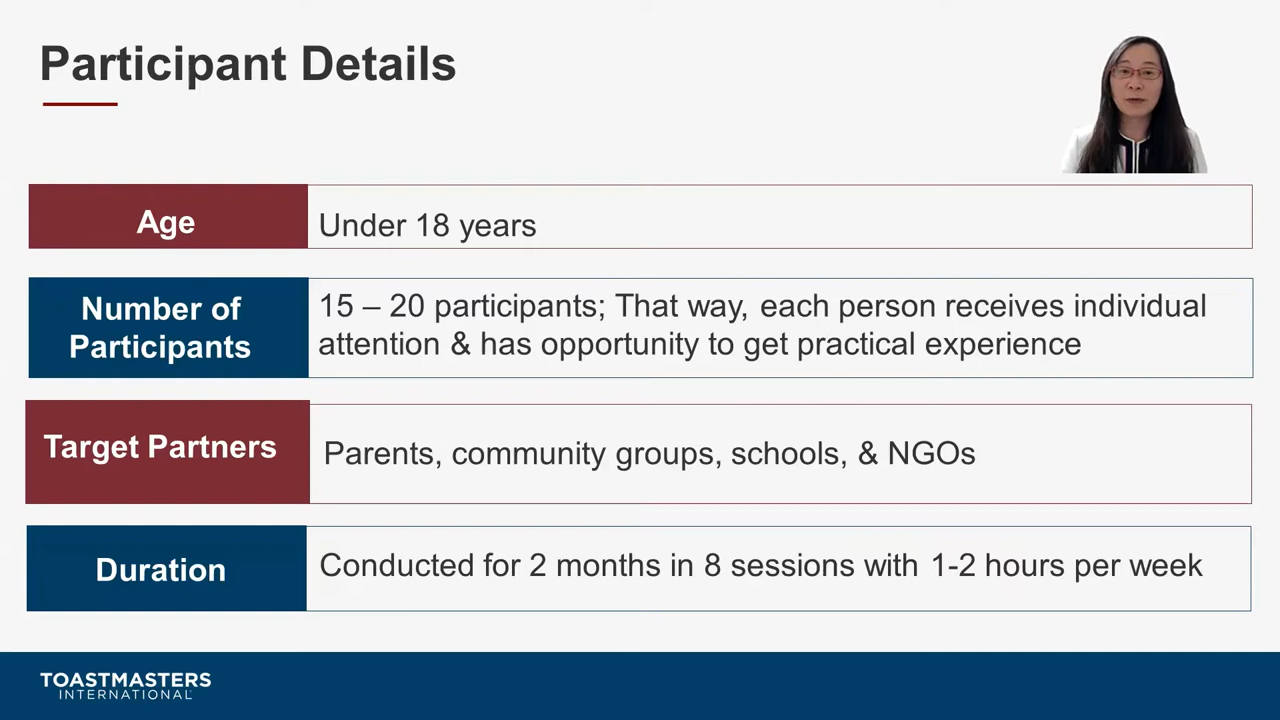 Participant Details
Age
Under 18 years
Number of
Participants
15 – 20 participants; That way, each person receives individual
attention & has opportunity to get practical experience
Target Partners
Parents, community groups, schools, & NGOs
Duration
Conducted for 2 months in 8 sessions with 1-2 hours per week
TOASTMASTERS
INTERNATIONAL